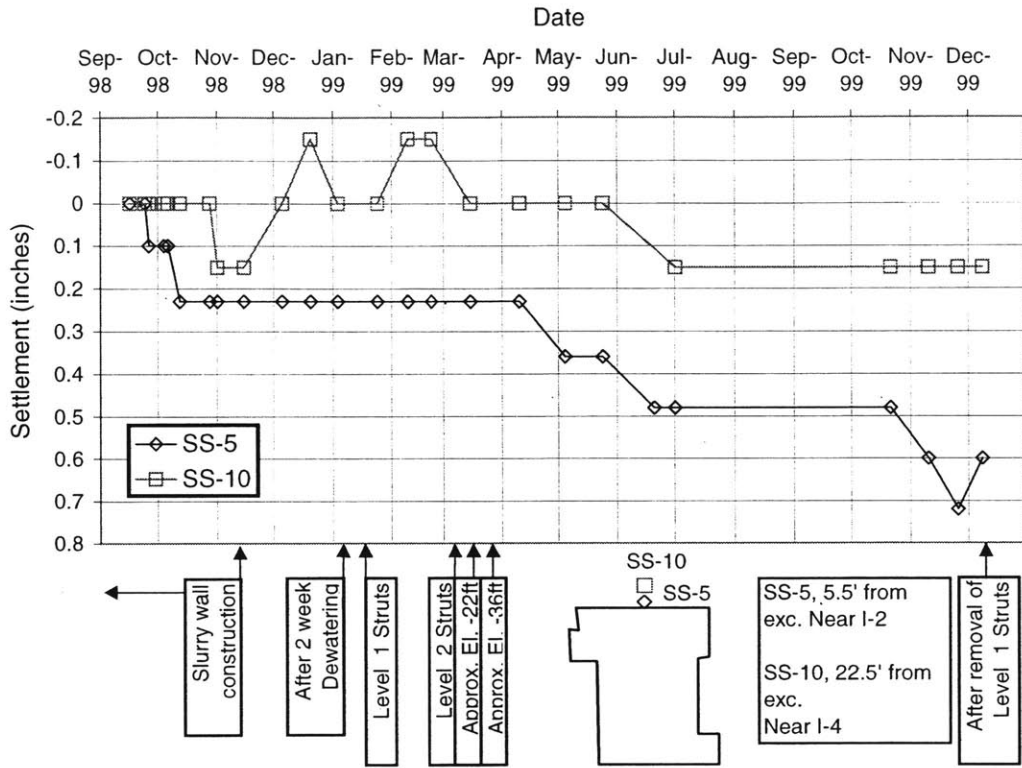 Date
Sep- Oct- Nov- Dec- Jan- Feb- Mar- Apr- May- Jun- Jul- Aug- Sep- Oct- Nov- Dec-
98 98 98 98 99 99 99 99 99 99 99 99 99 99 99 99
-0.2
-0.1
0
0.1
0.2
0.3
0.4
0.5
0.6
0.7
0.8
Settlement (inches)
SS-5
SS-10
Slurry wall
construction
After 2 week
Dewatering
Level 1 Struts
Level 2 Struts
Approx. El. -22ft
Approx. El. -36ft
SS-10
SS-5
SS-5, 5.5' from
exc. Near I-2
SS-10, 22.5' from
exc.
Near I-4
After removal of
Level 1 Struts